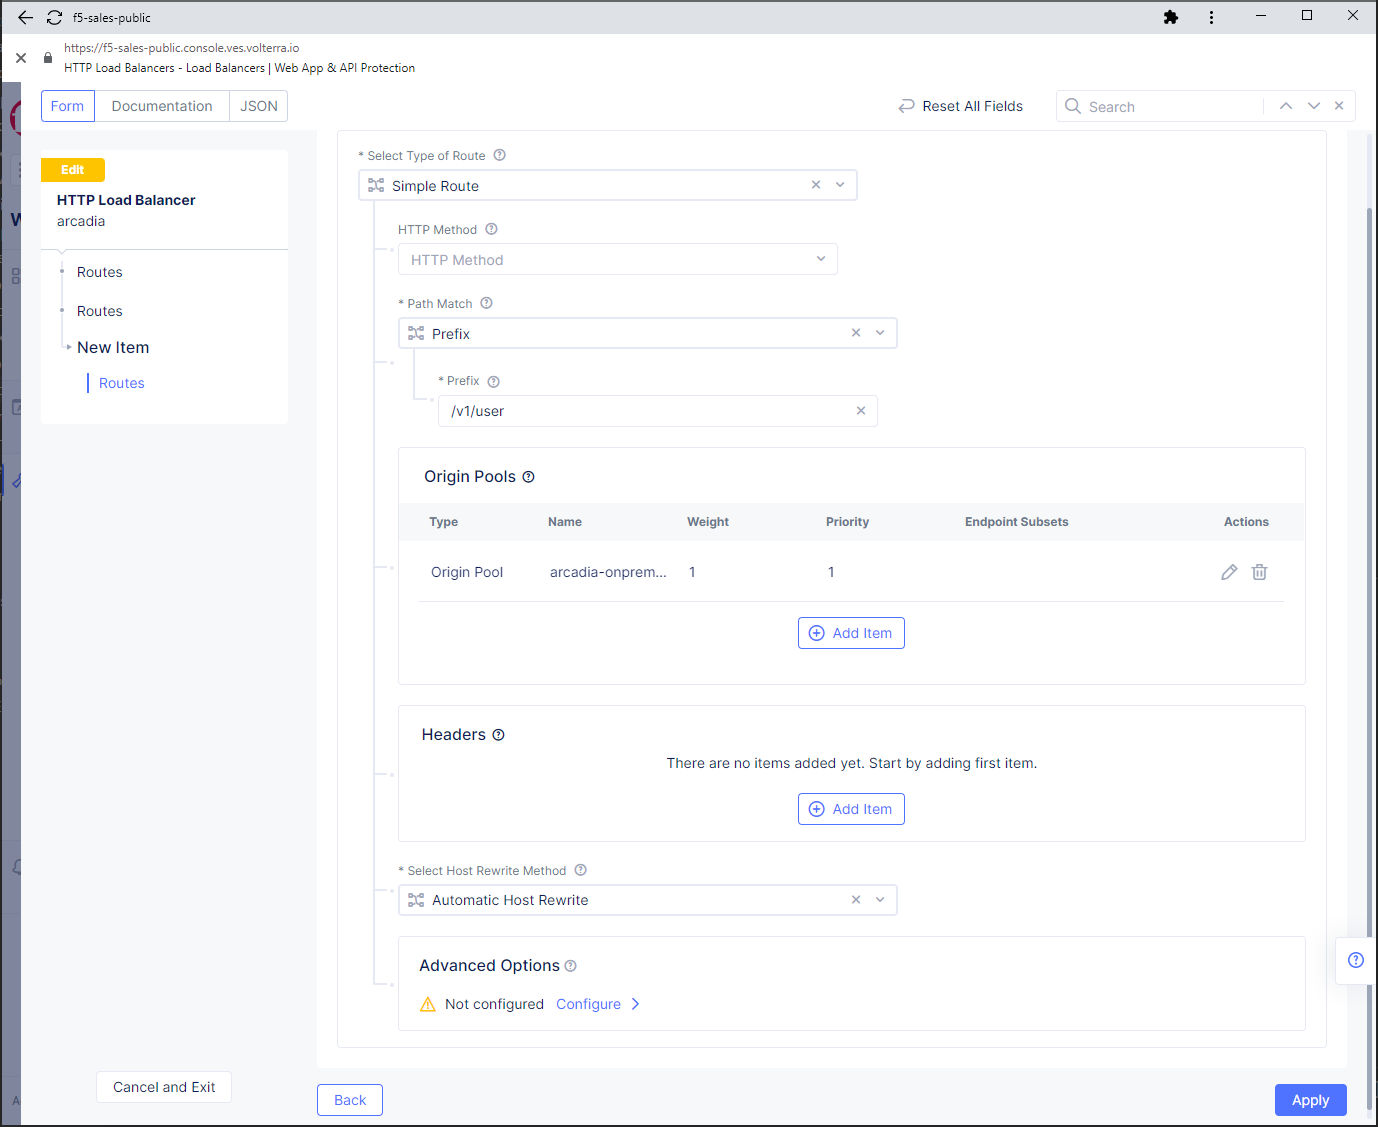 f5-sales-public
https://f5-sales-public.console.ves.volterra.io
HTTP Load Balancers - Load Balancers | Web App & API Protection
Form
Documentation
JSON
Reset All Fields
Search
Edit
HTTP Load Balancer
arcadia
Routes
Routes
New Item
Routes
* Select Type of Route
Simple Route
HTTP Method
HTTP Method
* Path Match
Prefix
* Prefix
/v1/user
Origin Pools
Type Name Weight Priority Endpoint Subsets Actions
Origin Pool arcadia-onprem... 1 1
Add Item
Headers
There are no items added yet. Start by adding first item.
Add Item
* Select Host Rewrite Method
Automatic Host Rewrite
Advanced Options
Not configured Configure
Cancel and Exit
Back
Apply